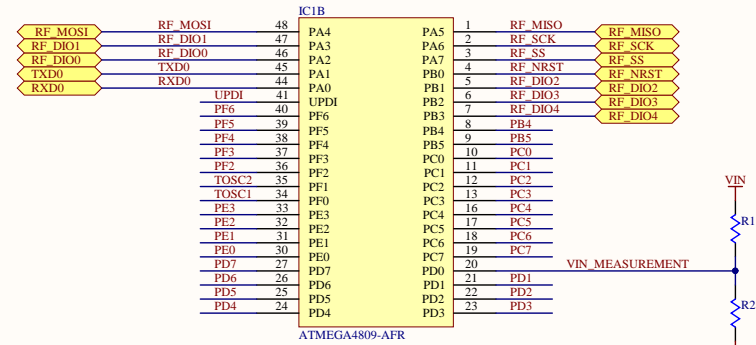 IC1B
RF_MOSI RF_MOSI 48 PA4 PA5 1 RF_MISO RF_MISO
RF_DIO1 RF_DIO1 47 PA3 PA6 2 RF_SCK RF_SCK
RF_DIO0 RF_DIO0 46 PA2 PA7 3 RF_SS RF_SS
TXD0 TXD0 45 PA1 PB0 4 RF_NRST RF_NRST
RXD0 RXD0 44 PA0 PB1 5 RF_DIO2 RF_DIO2
UPDI 41 UPDI PB2 6 RF_DIO3 RF_DIO3
PF6 40 PF6 PB3 7 RF_DIO4 RF_DIO4
PF5 39 PF5 PB4 8 PB4
PF4 38 PF4 PB5 9 PB5
PF3 37 PF3 PC0 10 PC0
PF2 36 PF2 PC1 11 PC1
TOSC2 35 PF1 PC2 12 PC2
TOSC1 34 PF0 PC3 13 PC3
PE3 33 PE3 PC4 16 PC4
PE2 32 PE2 PC5 17 PC5
PE1 31 PE1 PC6 18 PC6
PE0 30 PE0 PC7 19 PC7
PD7 27 PD7 PD0 20 VIN_MEASUREMENT
PD6 26 PD6 PD1 21 PD1
PD5 25 PD5 PD2 22 PD2
PD4 24 PD4 PD3 23 PD3
ATMEGA4809-AFR
VIN
R1
R2